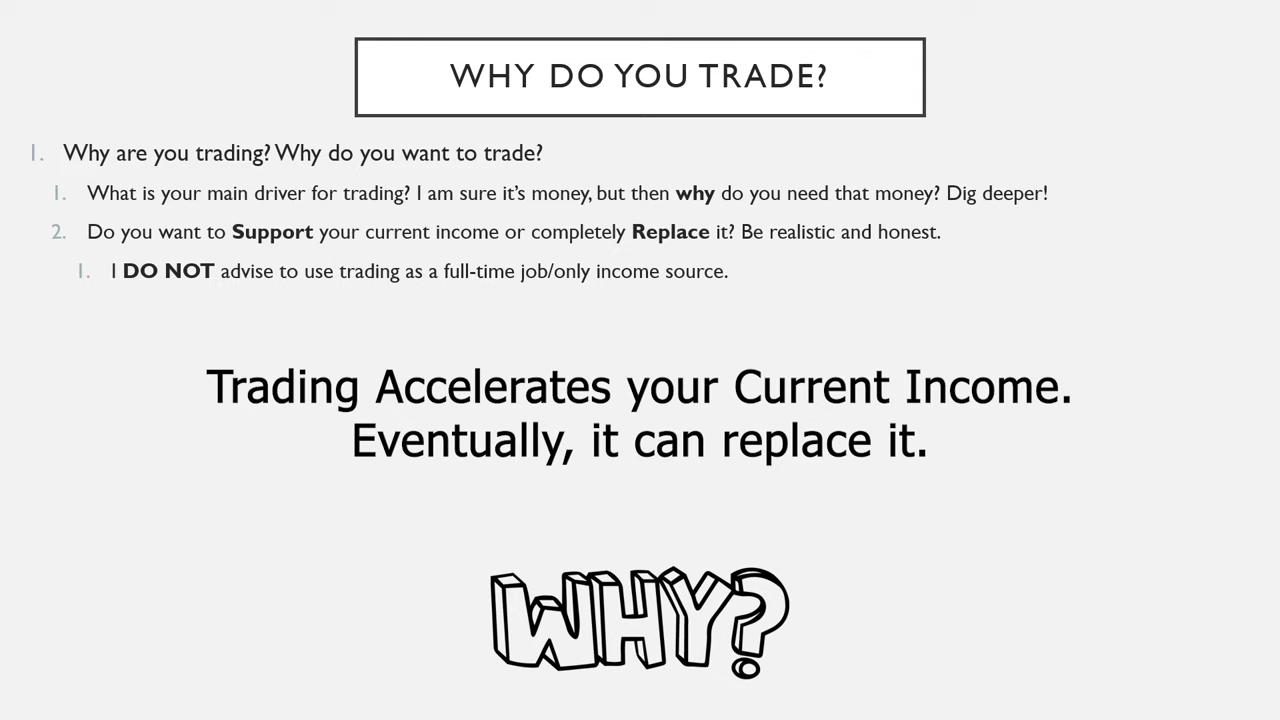 WHY DO YOU TRADE?
1. Why are you trading? Why do you want to trade?
1. What is your main driver for trading? I am sure it's money, but then why do you need that money? Dig deeper!
2. Do you want to Support your current income or completely Replace it? Be realistic and honest.
1. I DO NOT advise to use trading as a full-time job/only income source.
Trading Accelerates your Current Income.
Eventually, it can replace it.
WHY?